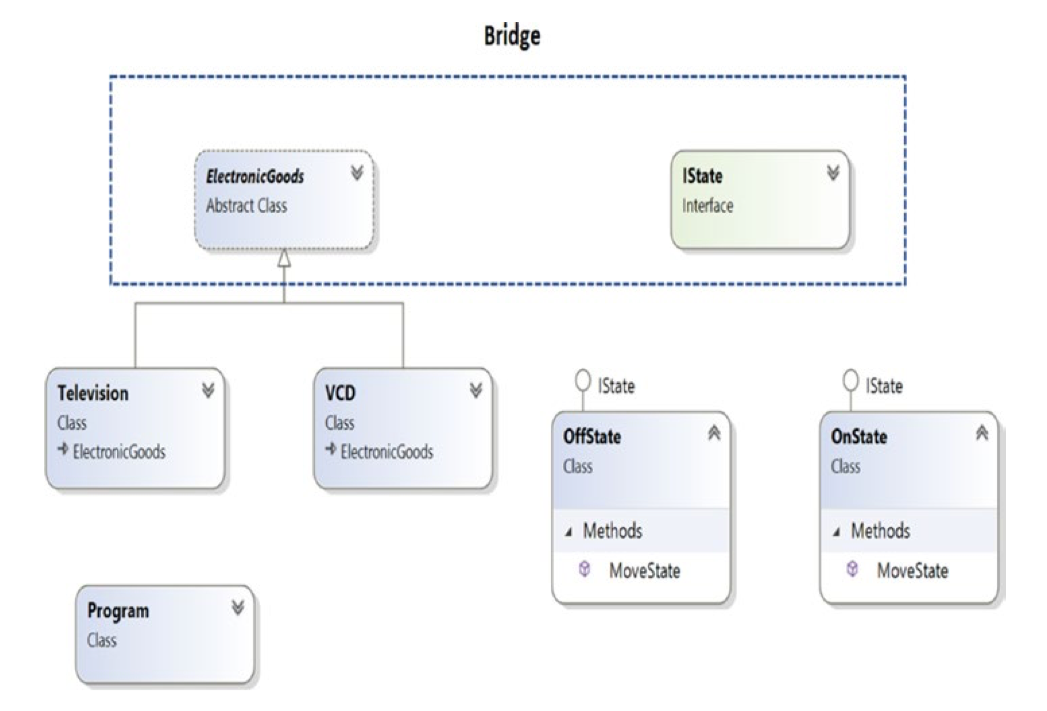 Bridge
ElectronicGoods
Abstract Class
IState
Interface
Television
Class
ElectronicGoods
VCD
Class
ElectronicGoods
IState
OffState
Class
Methods
MoveState
IState
OnState
Class
Methods
MoveState
Program
Class